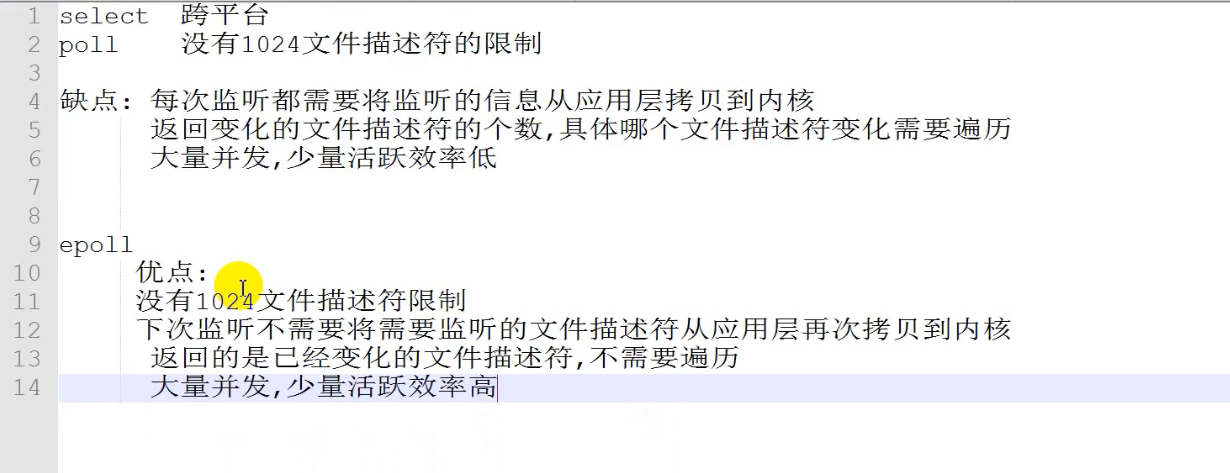 1 select 跨平台
2 poll 没有1024文件描述符的限制
3
4 缺点: 每次监听都需要将监听的信息从应用层拷贝到内核
5 返回变化的文件描述符的个数,具体哪个文件描述符变化需要遍历
6 大量并发,少量活跃效率低
7
8
9 epoll
10 优点:
11 没有1024文件描述符限制
12 下次监听不需要将需要监听的文件描述符从应用层再次拷贝到内核
13 返回的是已经变化的文件描述符,不需要遍历
14 大量并发,少量活跃效率高